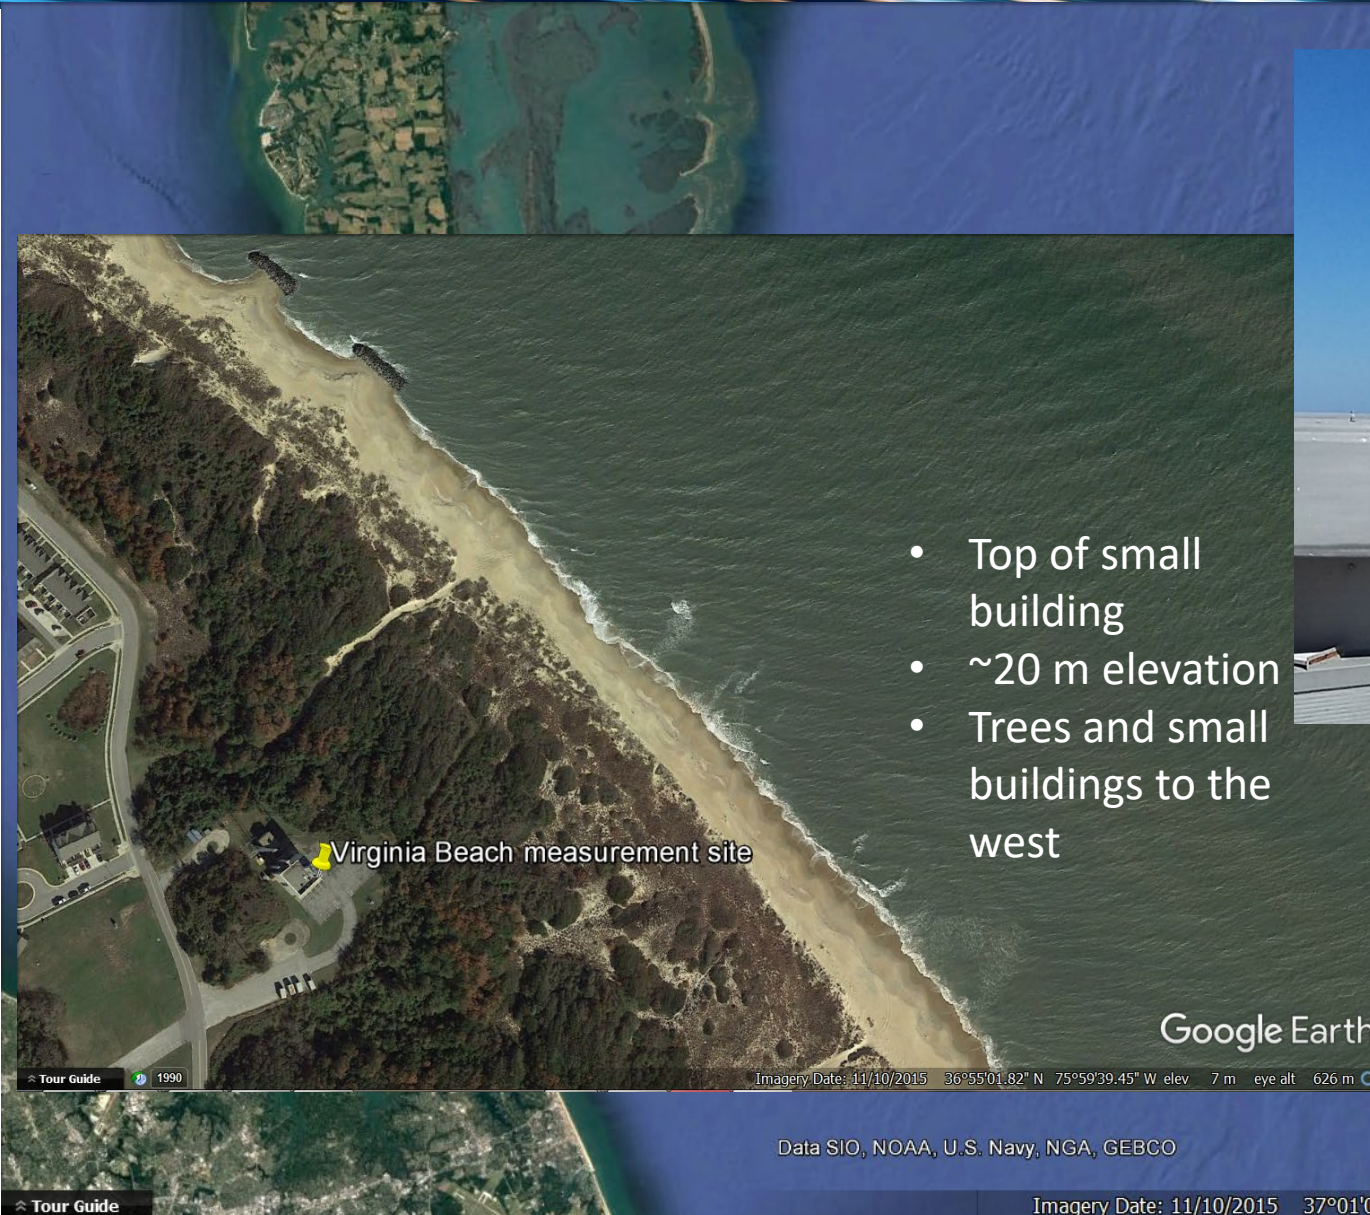 • Top of small
building
• ~20 m elevation
• Trees and small
buildings to the
west
Virginia Beach measurement site
Google Earth
Tour Guide 1990 Imagery Date: 11/10/2015 36°55'01.82" N 75°59'39.45" W elev 7 m eye alt 626 m
Data SIO, NOAA, U.S. Navy, NGA, GEBCO
Tour Guide Imagery Date: 11/10/2015 37°01'